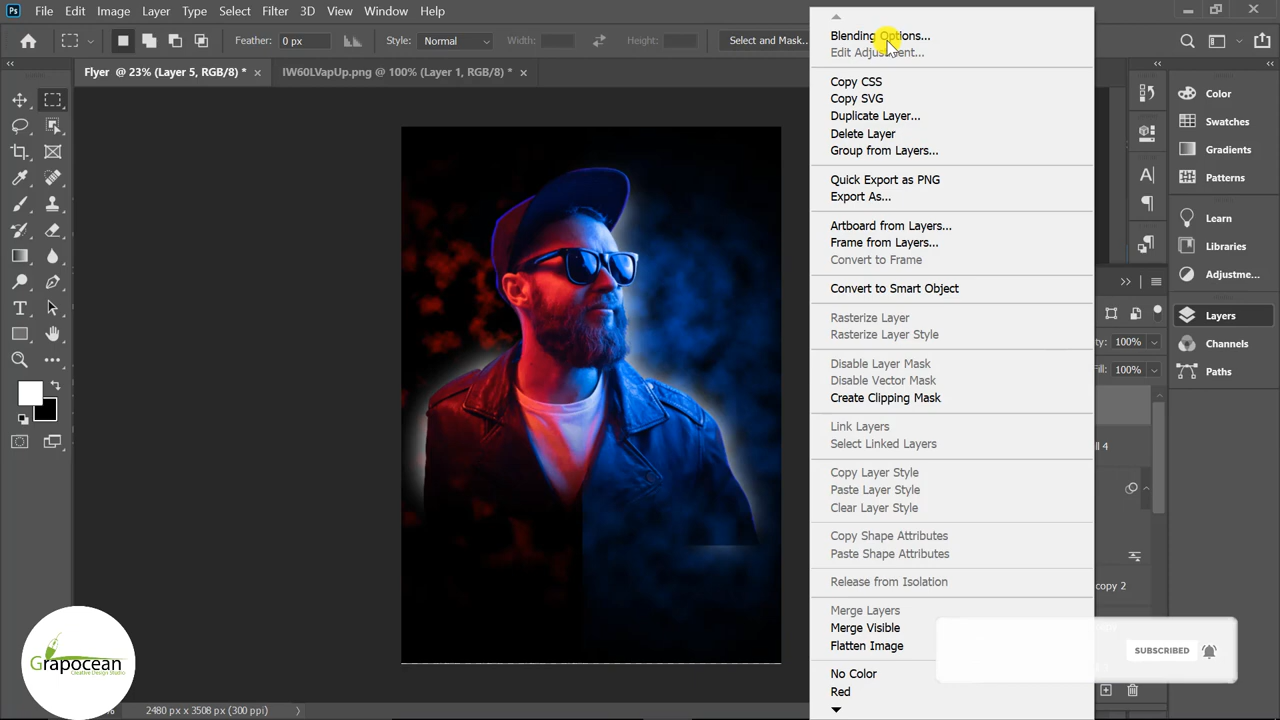 Ps File Edit Image Layer Type Select Filter 3D View Window Help
Feather: 0 px Style: Normal Width: Height: Select and Mask..
Flyer @ 23% (Layer 5, RGB/8) * × IW60LVapUp.png @ 100% (Layer 1, RGB/8*) * ×
Blending Options...
Edit Adjustment...
Copy CSS
Copy SVG
Duplicate Layer...
Delete Layer
Group from Layers...
Quick Export as PNG
Export As...
Artboard from Layers...
Frame from Layers...
Convert to Frame
Convert to Smart Object
Rasterize Layer
Rasterize Layer Style
Disable Layer Mask
Disable Vector Mask
Create Clipping Mask
Link Layers
Select Linked Layers
Copy Layer Style
Paste Layer Style
Clear Layer Style
Copy Shape Attributes
Paste Shape Attributes
Release from Isolation
Merge Layers
Merge Visible
Flatten Image
No Color
Red
Color
Swatches
Gradients
Patterns
Learn
Libraries
Adjustme...
Layers
Channels
Paths
100%
Fill: 100%
ll 4
copy 2
SUBSCRIBED
Grapocean
Creative Design Studio
2480 px x 3508 px (300 ppi)